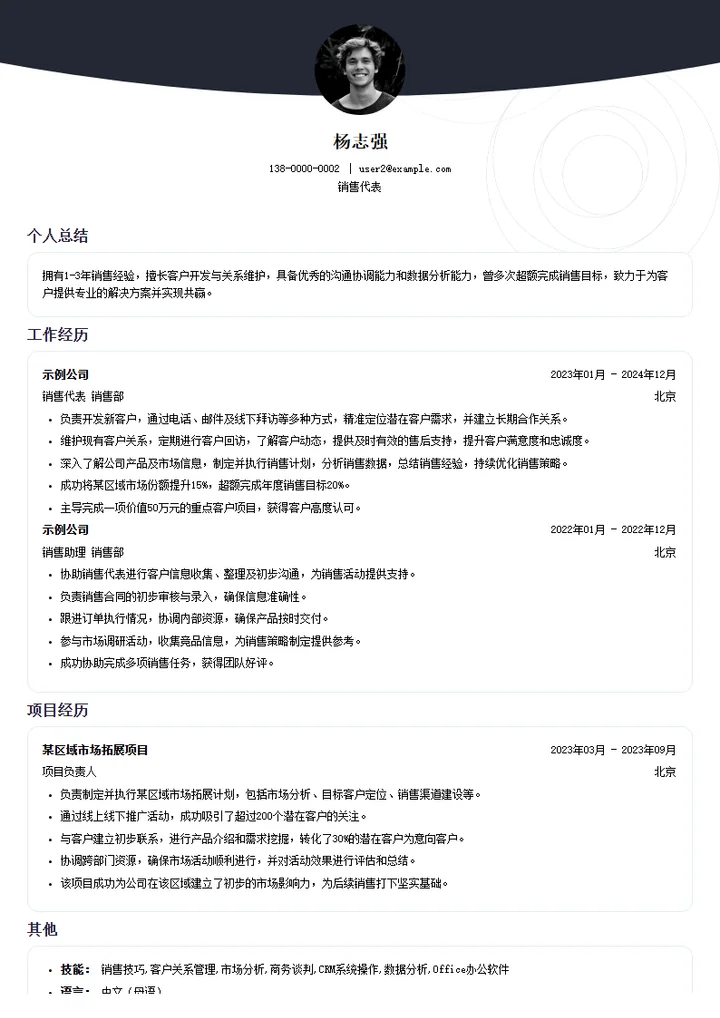 杨志强
138-0000-0002 | user2@example.com
销售代表
个人总结
拥有1-3年销售经验，擅长客户开发与关系维护，具备优秀的沟通协调能力和数据分析能力，曾多次超额完成销售目标，致力于为客
户提供专业的解决方案并实现共赢。
工作经历
示例公司 2023年01月 - 2024年12月
销售代表 销售部 北京
• 负责开发新客户，通过电话、邮件及线下拜访等多种方式，精准定位潜在客户需求，并建立长期合作关系。
• 维护现有客户关系，定期进行客户回访，了解客户动态，提供及时有效的售后支持，提升客户满意度和忠诚度。
• 深入了解公司产品及市场信息，制定并执行销售计划，分析销售数据，总结销售经验，持续优化销售策略。
• 成功将某区域市场份额提升15%，超额完成年度销售目标20%。
• 主导完成一项价值50万元的重点客户项目，获得客户高度认可。
示例公司 2022年01月 - 2022年12月
销售助理 销售部 北京
• 协助销售代表进行客户信息收集、整理及初步沟通，为销售活动提供支持。
• 负责销售合同的初步审核与录入，确保信息准确性。
• 跟进订单执行情况，协调内部资源，确保产品按时交付。
• 参与市场调研活动，收集竞品信息，为销售策略制定提供参考。
• 成功协助完成多项销售任务，获得团队好评。
项目经历
某区域市场拓展项目 2023年03月 - 2023年09月
项目负责人 北京
• 负责制定并执行某区域市场拓展计划，包括市场分析、目标客户定位、销售渠道建设等。
• 通过线上线下推广活动，成功吸引了超过200个潜在客户的关注。
• 与客户建立初步联系，进行产品介绍和需求挖掘，转化了30%的潜在客户为意向客户。
• 协调跨部门资源，确保市场活动顺利进行，并对活动效果进行评估和总结。
• 该项目成功为公司在该区域建立了初步的市场影响力，为后续销售打下坚实基础。
其他
• 技能： 销售技巧,客户关系管理,市场分析,商务谈判,CRM系统操作,数据分析,Office办公软件
• 语言： 中文（母语）